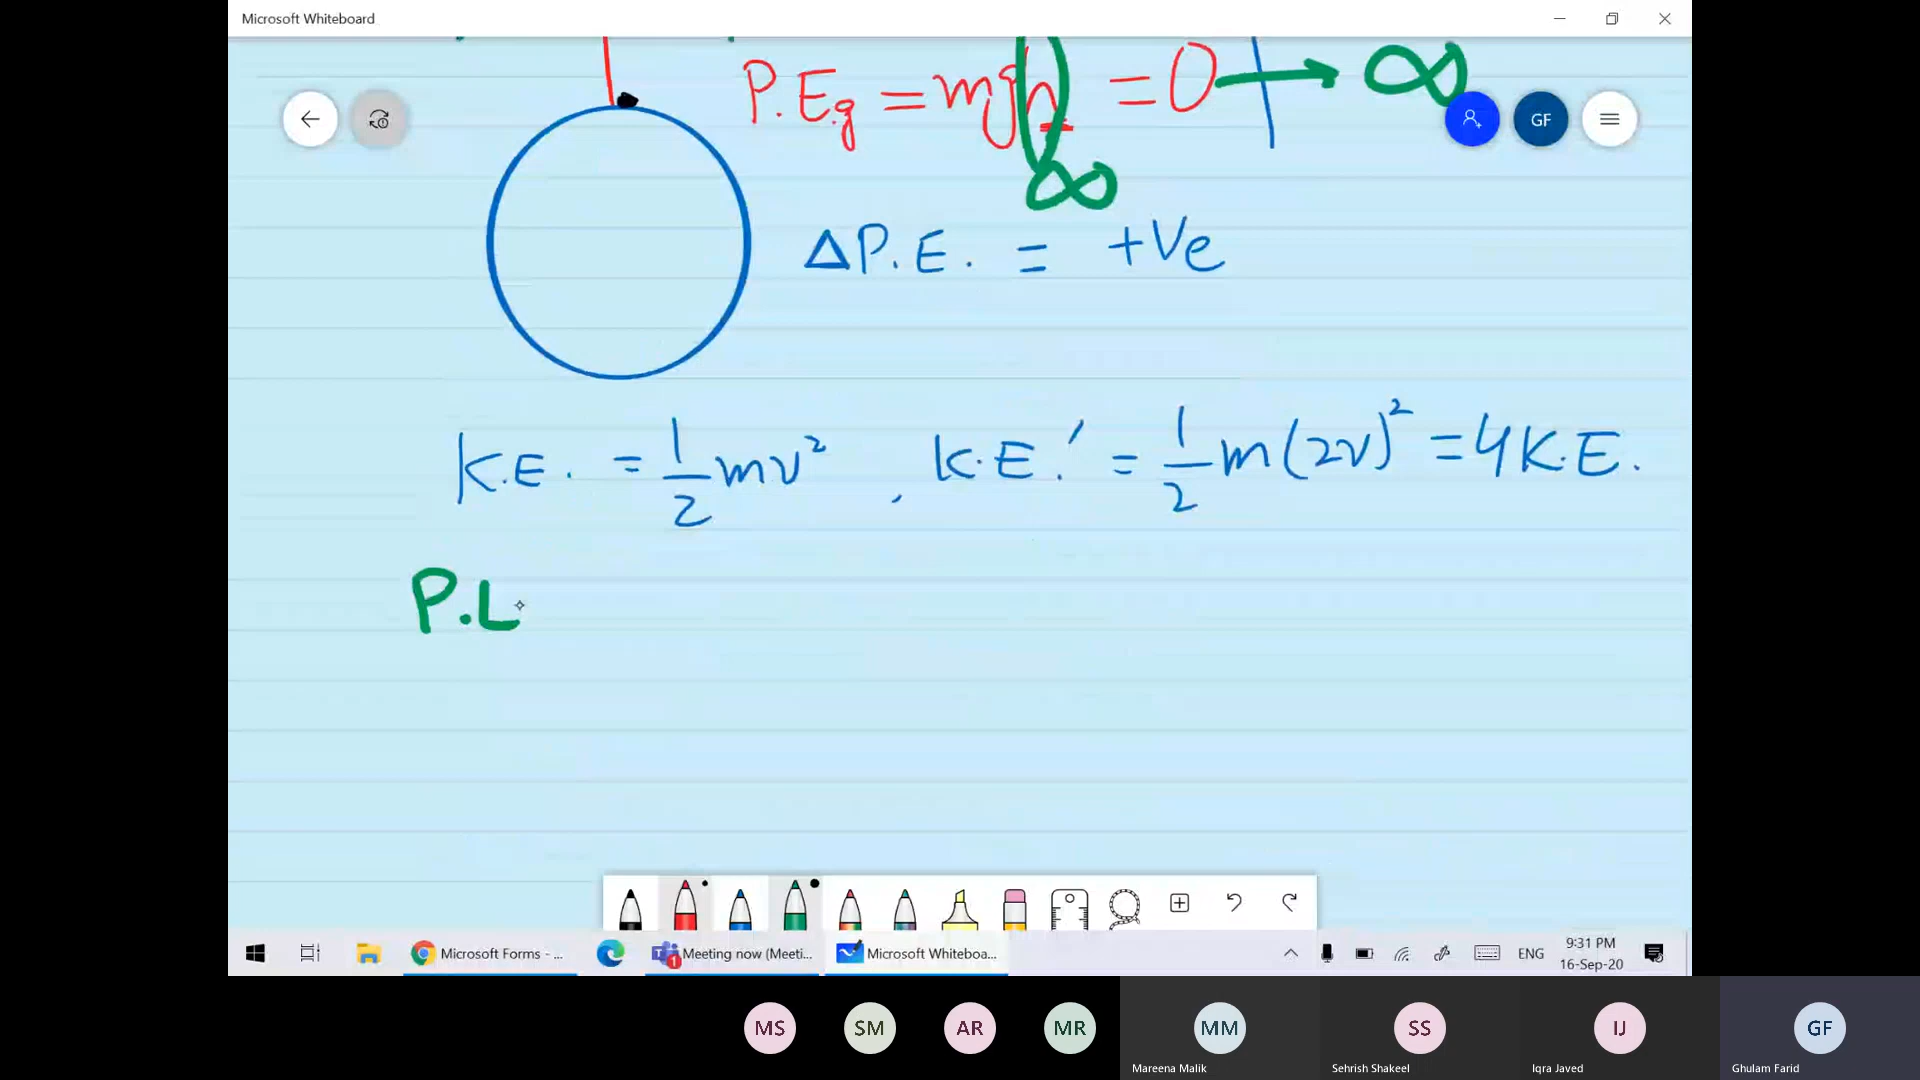 Microsoft Whiteboard
P.E.g = mgh = 0 → ∞
∞
GF
ΔP.E. = +Ve
K.E. = 1/2 mv², K.E.' = 1/2 m(2v)² = 4K.E.
P.L
Microsoft Forms - ...
1
Meeting now (Meeti...
Microsoft Whiteboa...
ENG
9:31 PM
16-Sep-20
MS
SM
AR
MR
MM
SS
IJ
GF
Mareena Malik
Sehrish Shakeel
Iqra Javed
Ghulam Farid